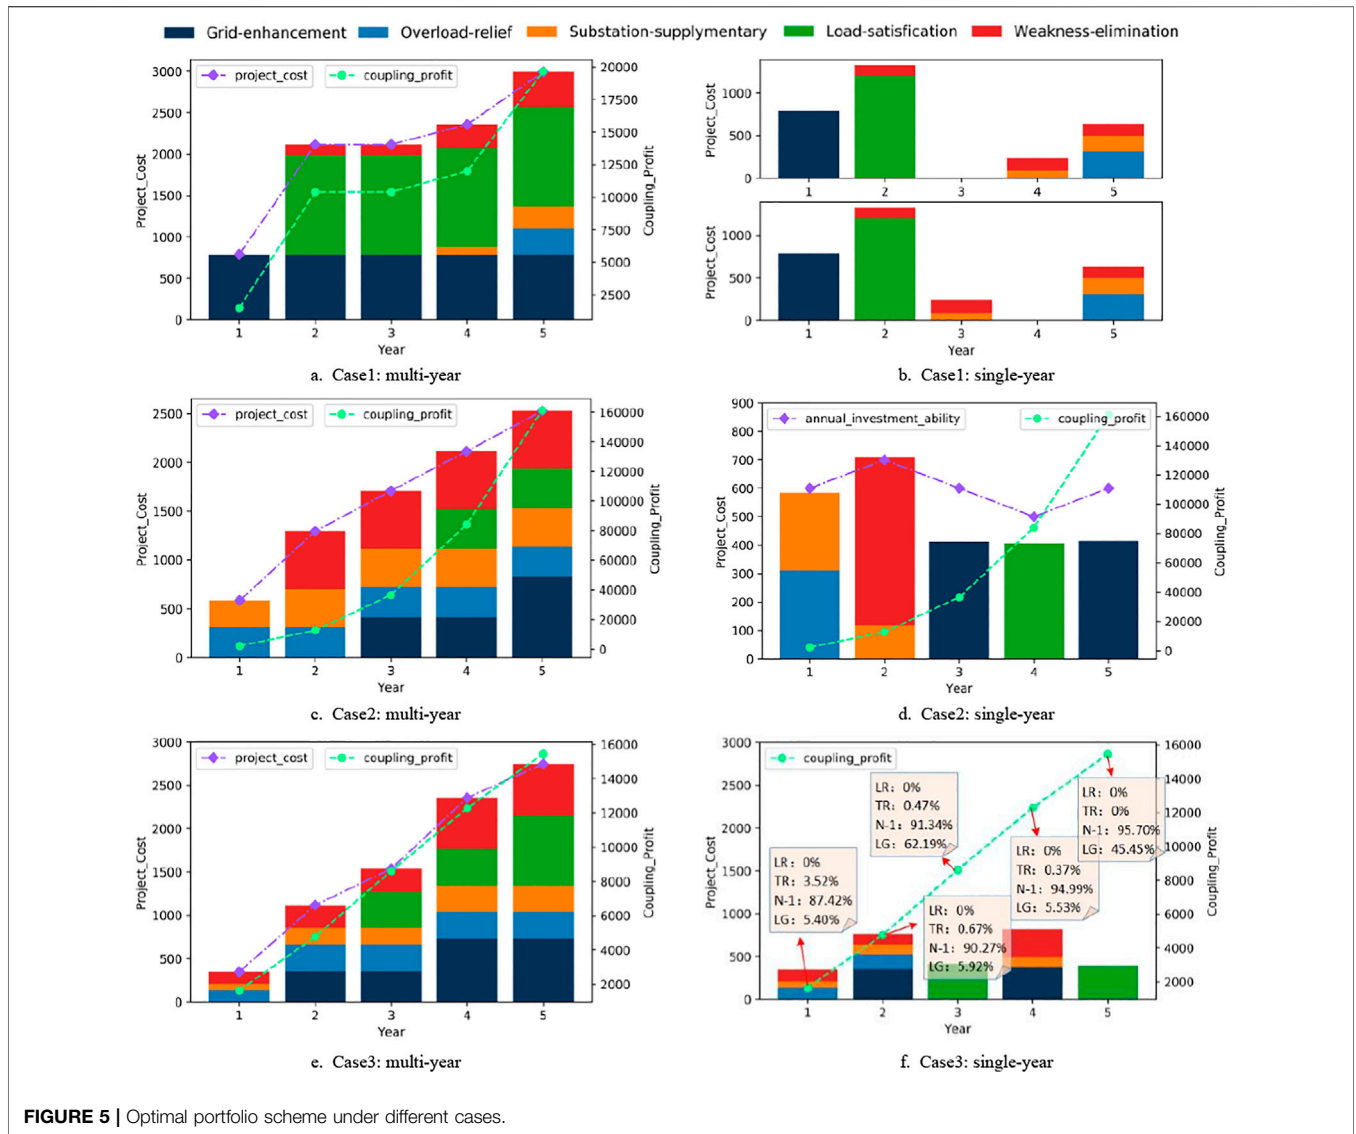 Grid-enhancement Overload-relief Substation-supplymentary Load-satisfication Weakness-elimination
project_cost coupling_profit
3000
2500
2000
1500
1000
500
0
Project_Cost
20000
17500
15000
12500
10000
7500
5000
2500
Coupling_Profit
1 2 3 4 5
Year
a. Case1: multi-year
1000
500
0
Project_Cost
1 2 3 4 5
1000
500
0
Project_Cost
1 2 3 4 5
Year
b. Case1: single-year
project_cost coupling_profit
2500
2000
1500
1000
500
0
Project_Cost
160000
140000
120000
100000
80000
60000
40000
20000
0
Coupling_Profit
1 2 3 4 5
Year
c. Case2: multi-year
annual_investment_ability coupling_profit
900
800
700
600
500
400
300
200
100
0
Project_Cost
160000
140000
120000
100000
80000
60000
40000
20000
0
Coupling_Profit
1 2 3 4 5
Year
d. Case2: single-year
project_cost coupling_profit
3000
2500
2000
1500
1000
500
0
Project_Cost
16000
14000
12000
10000
8000
6000
4000
2000
Coupling_Profit
1 2 3 4 5
Year
e. Case3: multi-year
coupling_profit
3000
2500
2000
1500
1000
500
0
Project_Cost
16000
14000
12000
10000
8000
6000
4000
2000
Coupling_Profit
LR: 0%
TR: 3.52%
N-1: 87.42%
LG: 5.40%
LR: 0%
TR: 0.47%
N-1: 91.34%
LG: 62.19%
LR: 0%
TR: 0.67%
N-1: 90.27%
LG: 5.92%
LR: 0%
TR: 0.37%
N-1: 94.99%
LG: 5.53%
LR: 0%
TR: 0%
N-1: 95.70%
LG: 45.45%
1 2 3 4 5
Year
f. Case3: single-year
FIGURE 5 | Optimal portfolio scheme under different cases.